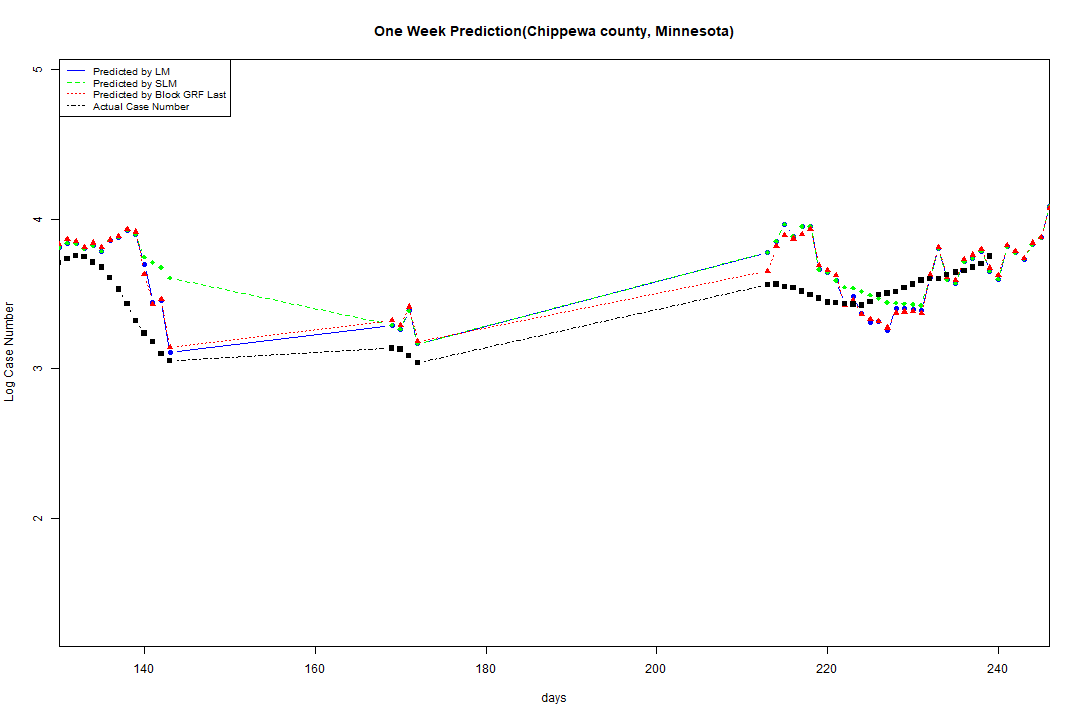 One Week Prediction(Chippewa county, Minnesota)
Predicted by LM
Predicted by SLM
Predicted by Block GRF Last
Actual Case Number
5
4
3
2
Log Case Number
140 160 180 200 220 240
days